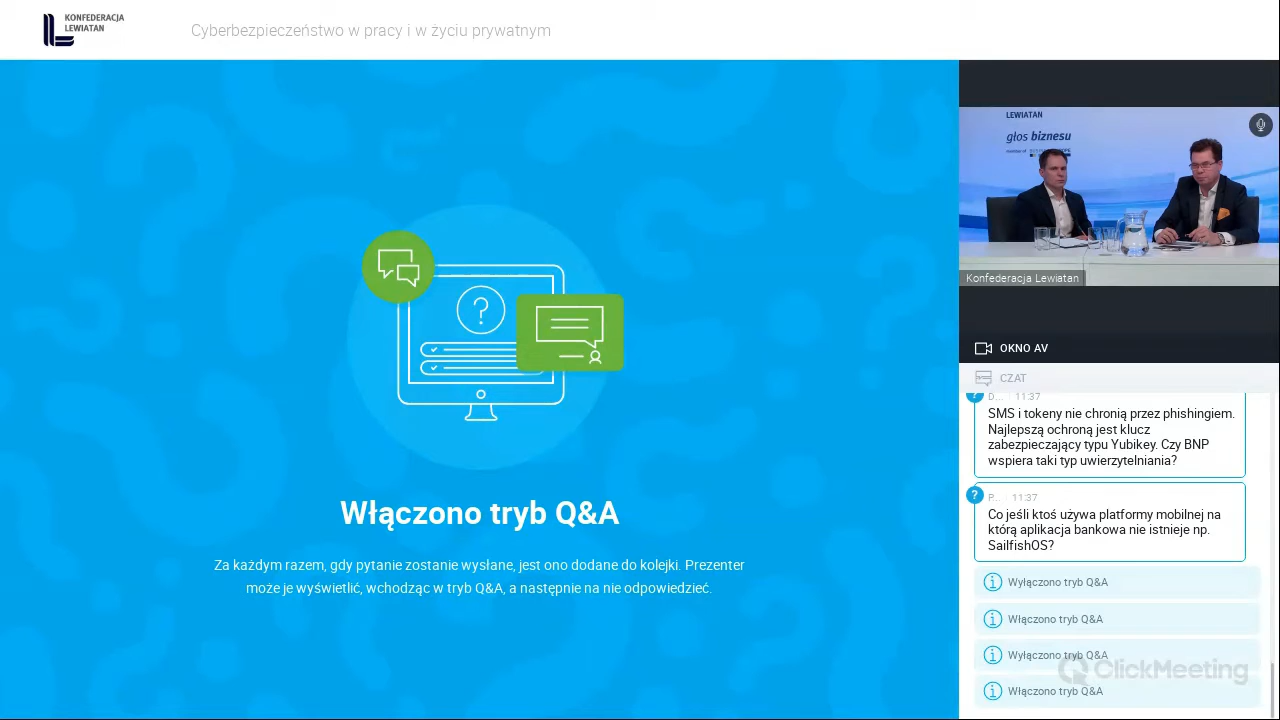 KONFEDERACJA
LEWIATAN
Cyberbezpieczeństwo w pracy i w życiu prywatnym
LEWIATAN
głos biznesu
member of
Konfederacja Lewiatan
OKNO AV
CZAT
D... 11:37
SMS i tokeny nie chronią przez phishingiem.
Najlepszą ochroną jest klucz
zabezpieczający typu Yubikey. Czy BNP
wspiera taki typ uwierzytelniania?
P... 11:37
Co jeśli ktoś używa platformy mobilnej na
którą aplikacja bankowa nie istnieje np.
SailfishOS?
Wyłączono tryb Q&A
Włączono tryb Q&A
Wyłączono tryb Q&A
Włączono tryb Q&A
ClickMeeting
Włączono tryb Q&A
Za każdym razem, gdy pytanie zostanie wysłane, jest ono dodane do kolejki. Prezenter
może je wyświetlić, wchodząc w tryb Q&A, a następnie na nie odpowiedzieć.